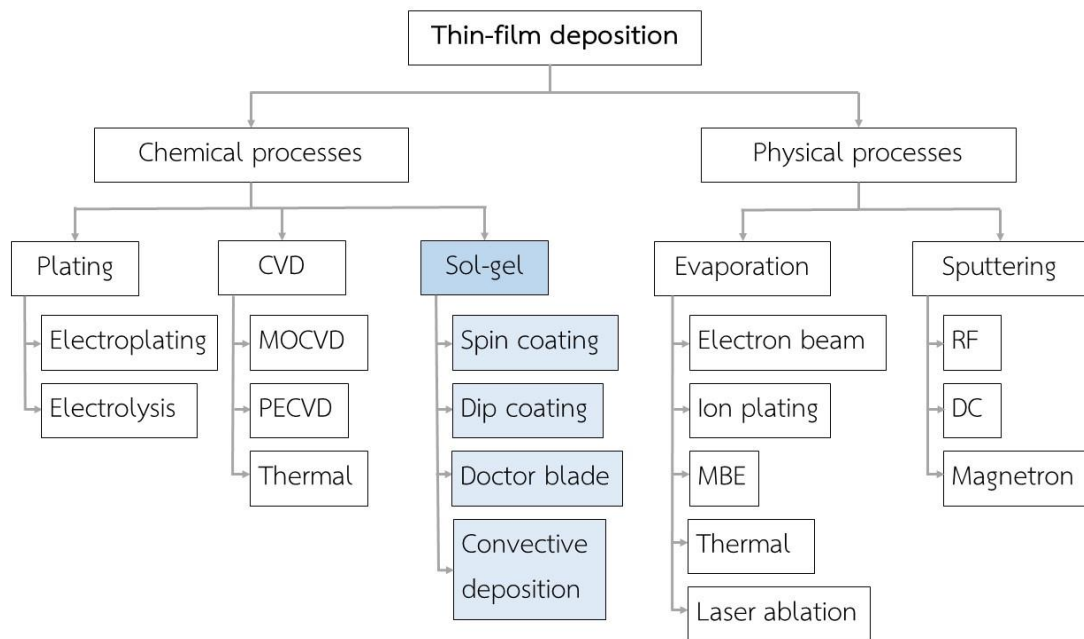 Thin-film deposition
Chemical processes
Physical processes
Plating
CVD
Sol-gel
Evaporation
Sputtering
Electroplating
Electrolysis
MOCVD
PECVD
Thermal
Spin coating
Dip coating
Doctor blade
Convective
deposition
Electron beam
Ion plating
MBE
Thermal
Laser ablation
RF
DC
Magnetron